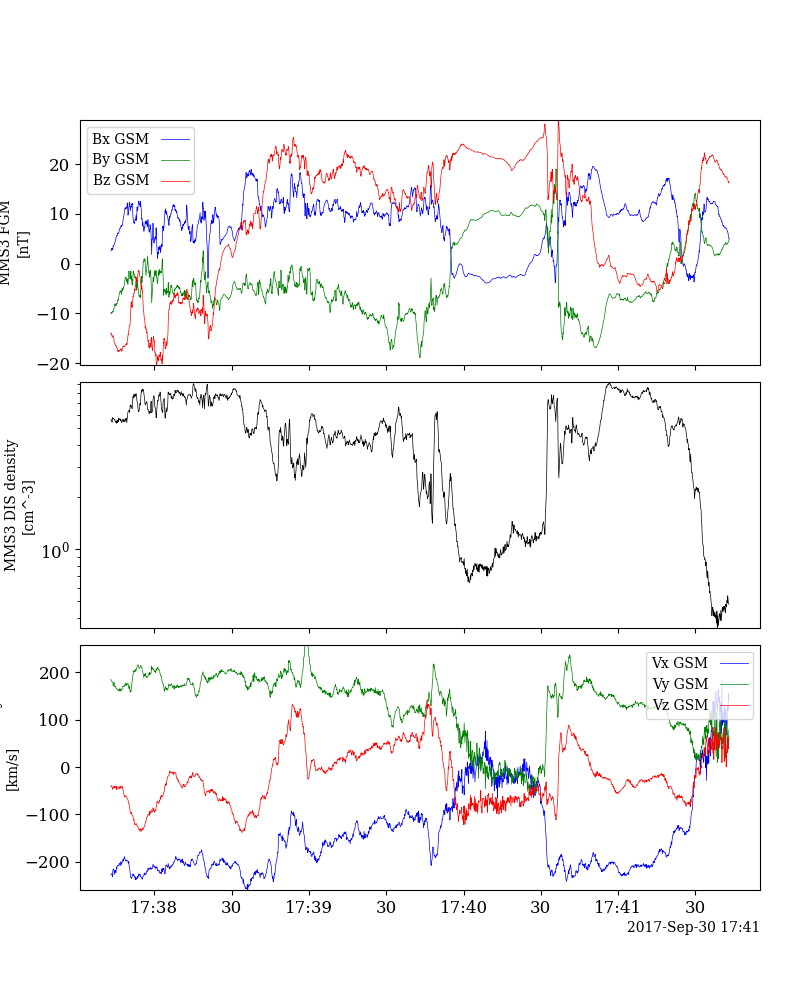 MMS3 FGM
[nT]
20
10
0
−10
−20
Bx GSM
By GSM
Bz GSM
MMS3 DIS density
[cm^-3]
10^0
[km/s]
200
100
0
−100
−200
Vx GSM
Vy GSM
Vz GSM
17:38 30 17:39 30 17:40 30 17:41 30
2017-Sep-30 17:41